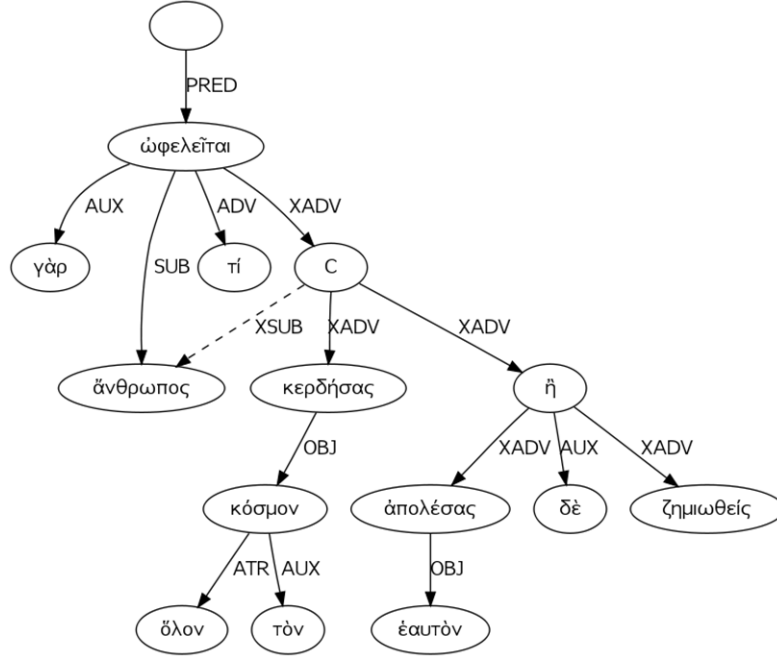 PRED
ὠφελεῖται
AUX
SUB
ADV
XADV
γὰρ
τί
C
XSUB
XADV
XADV
ἄνθρωπος
κερδήσας
ἢ
OBJ
XADV
AUX
XADV
κόσμον
ἀπολέσας
δὲ
ζημιωθείς
ATR
AUX
OBJ
ὅλον
τὸν
ἑαυτὸν